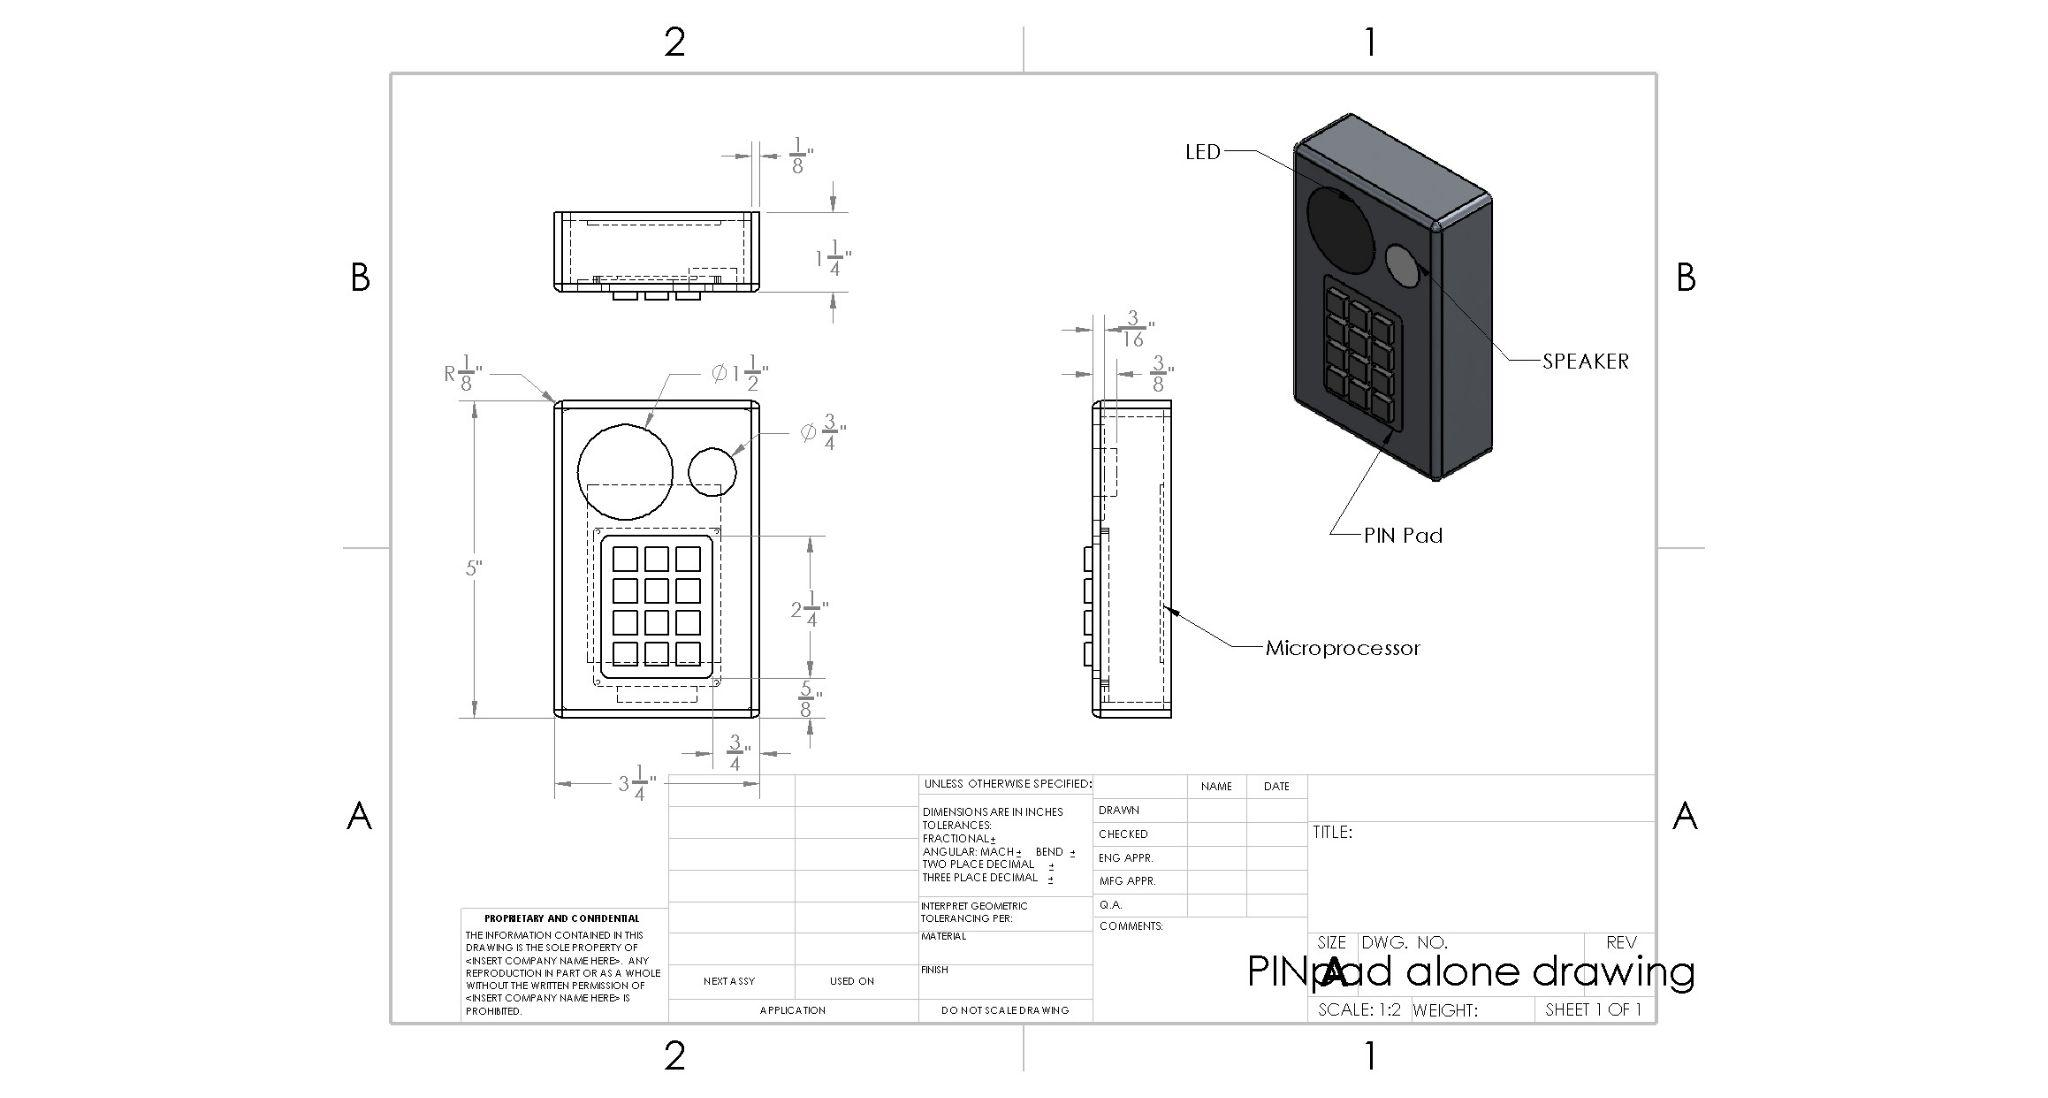 2
1
LED
1/8"
B
1 1/4"
B
3/16"
SPEAKER
R1/8"
Ø1 1/2"
3/8"
Ø3/4"
PIN Pad
5"
2 1/4"
Microprocessor
5/8"
3/4"
3 1/4"
A
A
UNLESS OTHERWISE SPECIFIED:
DIMENSIONS ARE IN INCHES
TOLERANCES:
FRACTIONAL±
ANGULAR: MACH± BEND ±
TWO PLACE DECIMAL ±
THREE PLACE DECIMAL ±
INTERPRET GEOMETRIC
TOLERANCING PER:
MATERIAL
FINISH
DO NOT SCALE DRAWING
NAME DATE
DRAWN
CHECKED
ENG APPR.
MFG APPR.
Q.A.
COMMENTS:
TITLE:
SIZE DWG. NO. REV
A
PINpad alone drawing
SCALE: 1:2 WEIGHT: SHEET 1 OF 1
PROPRIETARY AND CONFIDENTIAL
THE INFORMATION CONTAINED IN THIS
DRAWING IS THE SOLE PROPERTY OF
<INSERT COMPANY NAME HERE>. ANY
REPRODUCTION IN PART OR AS A WHOLE
WITHOUT THE WRITTEN PERMISSION OF
<INSERT COMPANY NAME HERE> IS
PROHIBITED.
NEXT ASSY USED ON
APPLICATION
2
1